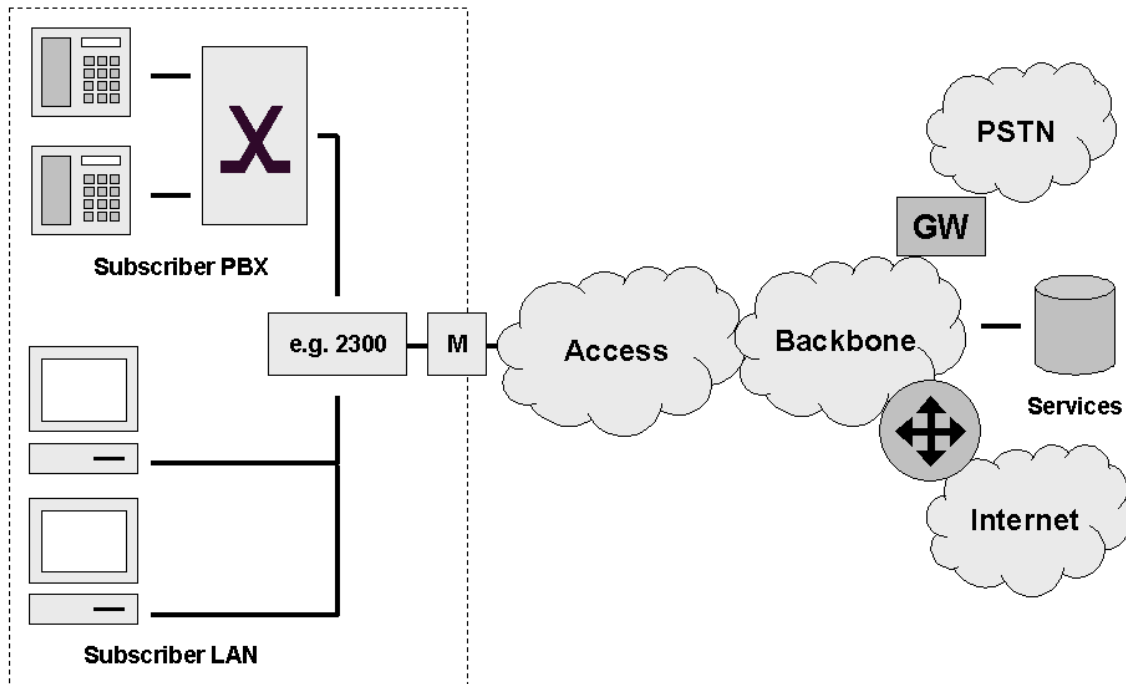 Subscriber PBX
e.g. 2300
M
Subscriber LAN
Access
Backbone
GW
PSTN
Services
Internet